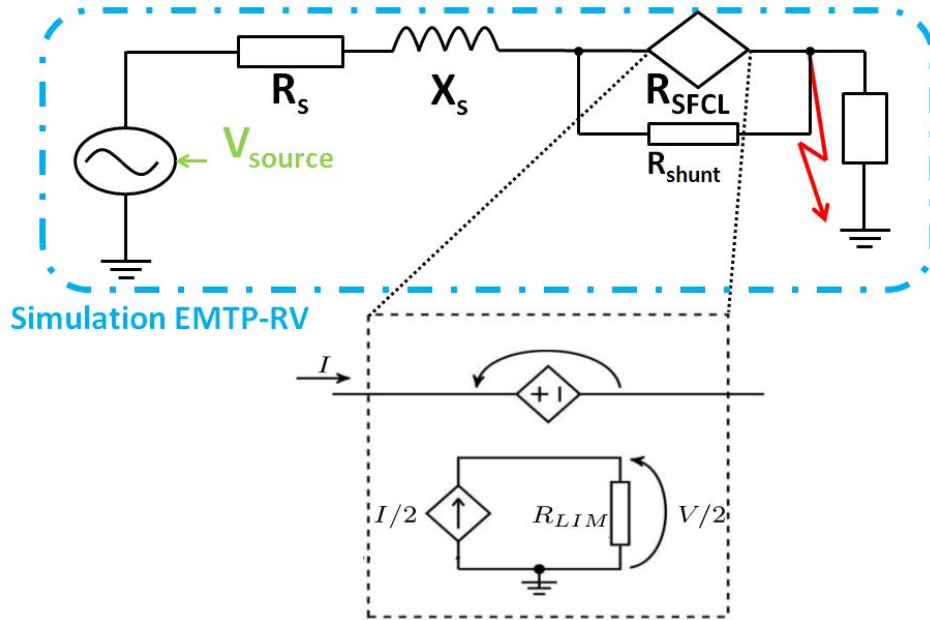 R_s
X_s
R_SFCL
V_source
R_shunt
Simulation EMTP-RV
I
+ −
I/2
R_LIM
V/2